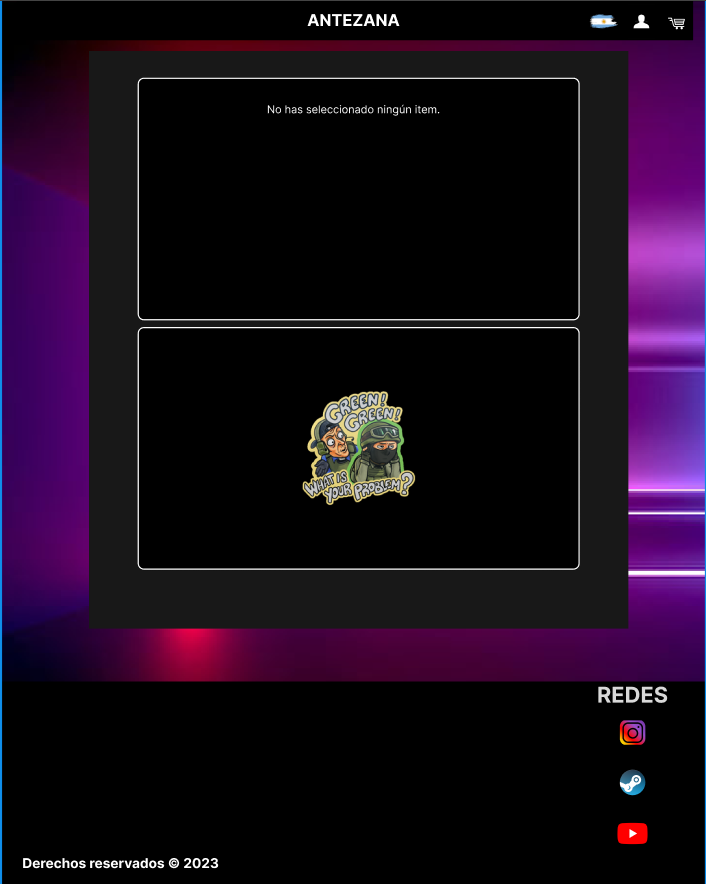 ANTEZANA
No has seleccionado ningún item.
GREEN!
GREEN!
WHAT IS
YOUR PROBLEM?
REDES
Derechos reservados © 2023